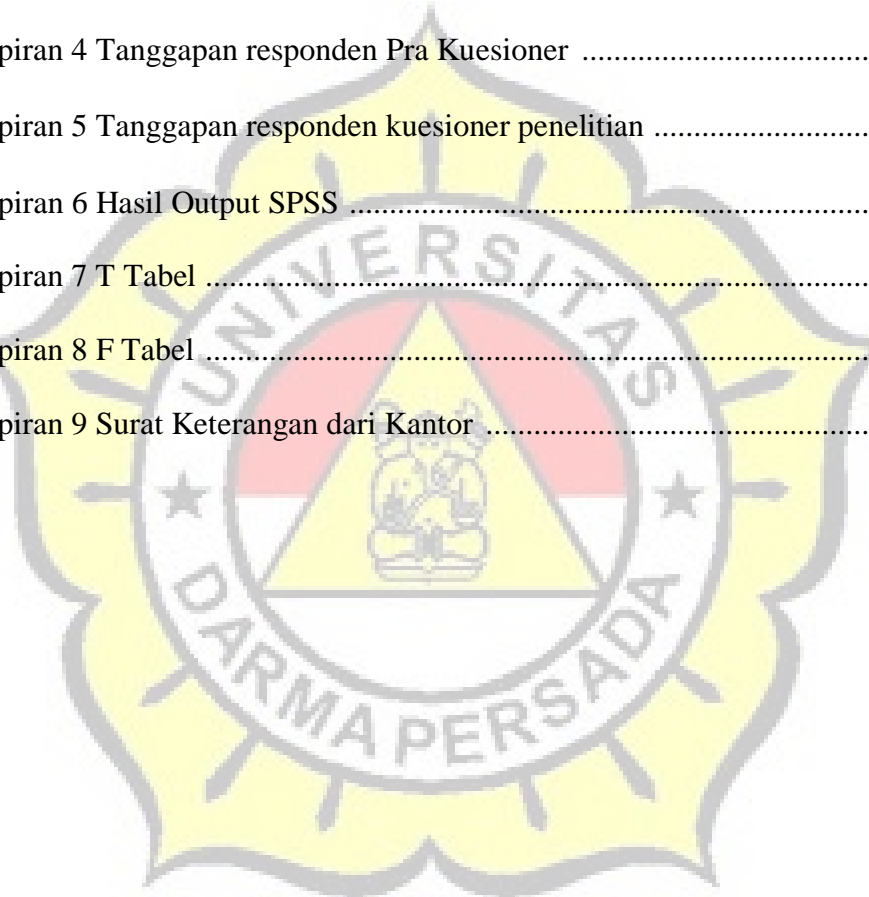 piran 4 Tanggapan responden Pra Kuesioner ....................................
piran 5 Tanggapan responden kuesioner penelitian ...........................
piran 6 Hasil Output SPSS .................................................................
piran 7 T Tabel ...................................................................................
piran 8 F Tabel ...................................................................................
piran 9 Surat Keterangan dari Kantor ................................................
UNIVERSITAS
DARMA PERSADA